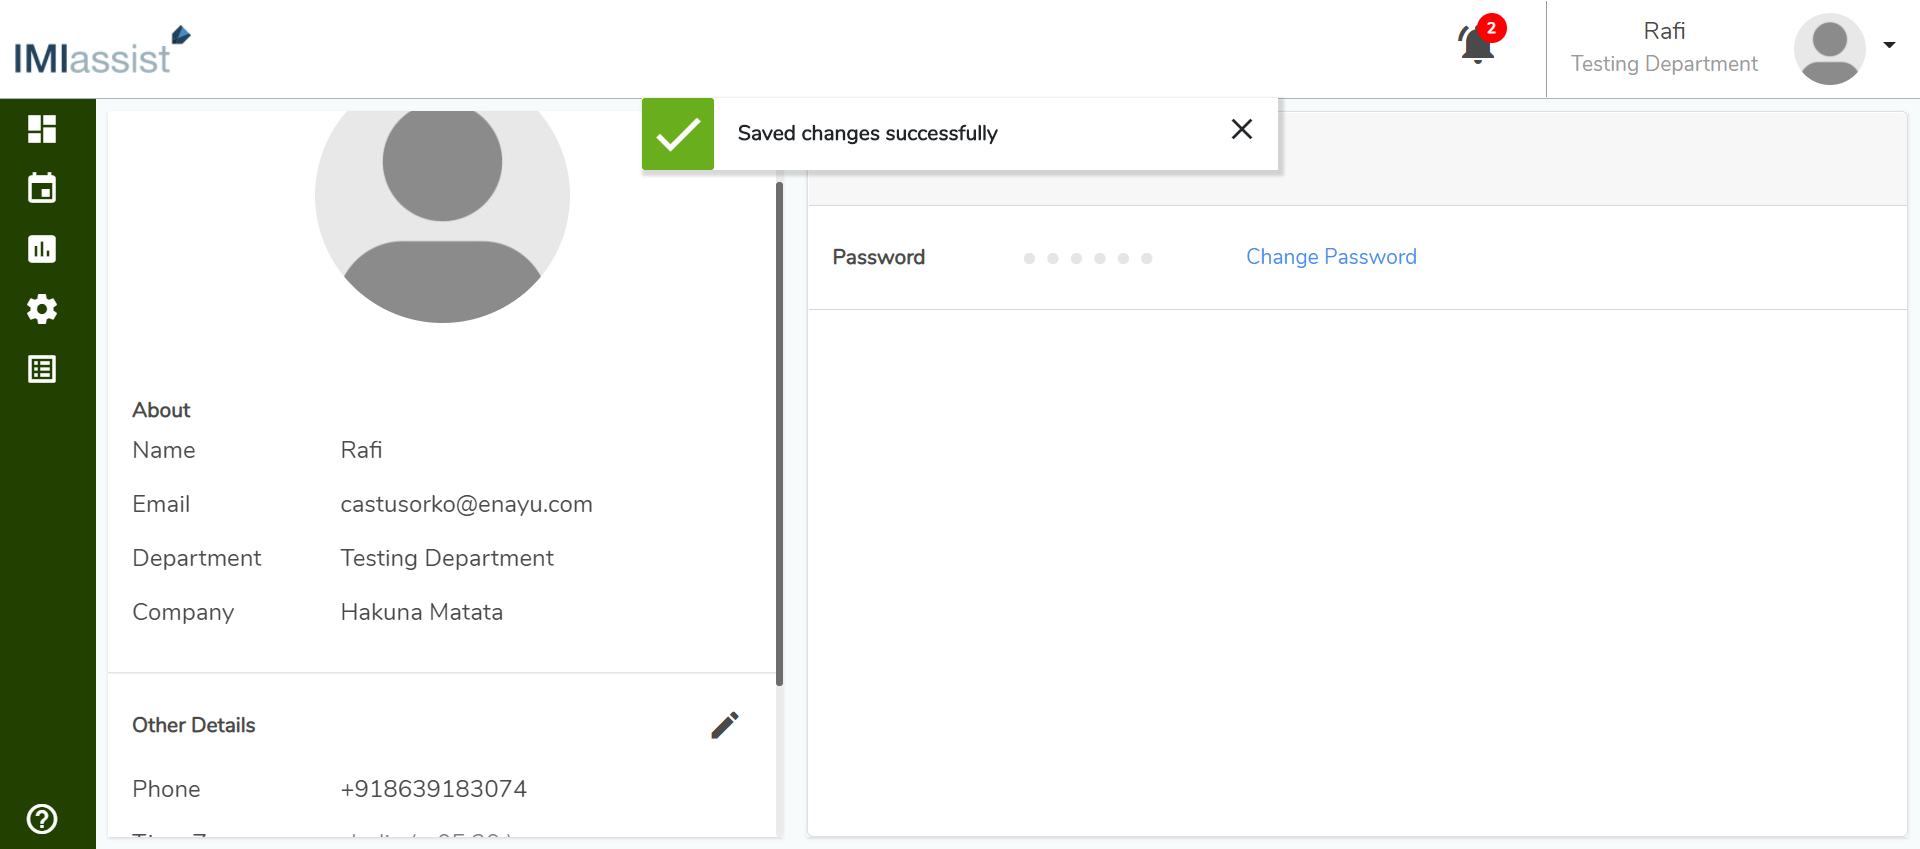 IMIassist
2
Rafi
Testing Department
Saved changes successfully
Password
Change Password
About
Name Rafi
Email castusorko@enayu.com
Department Testing Department
Company Hakuna Matata
Other Details
Phone +918639183074